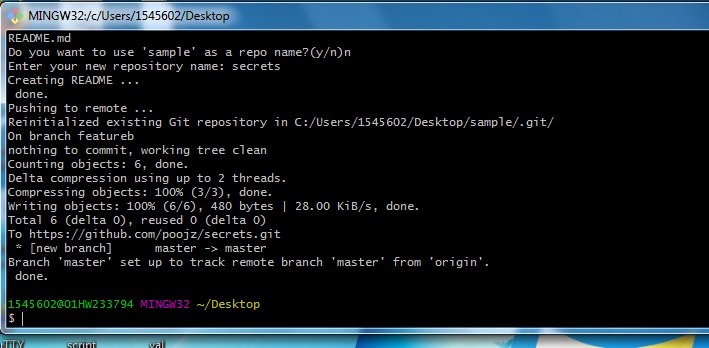 MINGW32:/c/Users/1545602/Desktop
README.md
Do you want to use 'sample' as a repo name?(y/n)n
Enter your new repository name: secrets
Creating README ...
 done.
Pushing to remote ...
Reinitialized existing Git repository in C:/Users/1545602/Desktop/sample/.git/
On branch featureb
nothing to commit, working tree clean
Counting objects: 6, done.
Delta compression using up to 2 threads.
Compressing objects: 100% (3/3), done.
Writing objects: 100% (6/6), 480 bytes | 28.00 KiB/s, done.
Total 6 (delta 0), reused 0 (delta 0)
To https://github.com/poojz/secrets.git
 * [new branch]      master -> master
Branch 'master' set up to track remote branch 'master' from 'origin'.
 done.
1545602@01HW233794 MINGW32 ~/Desktop
$
script val